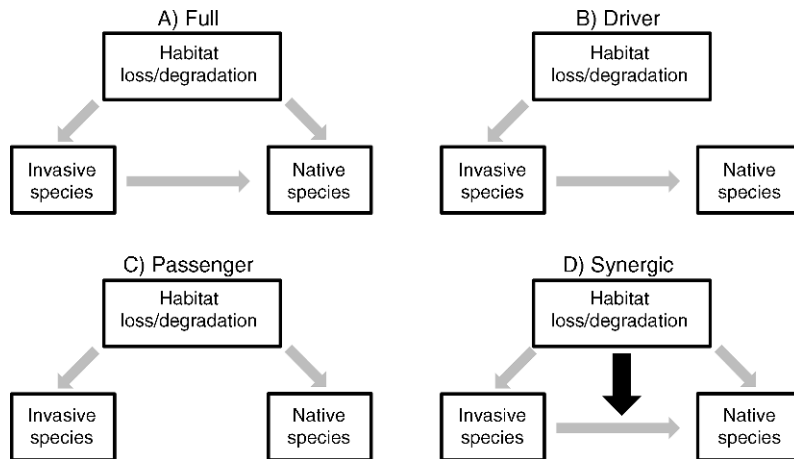 A) Full
Habitat
loss/degradation
Invasive
species
Native
species
B) Driver
Habitat
loss/degradation
Invasive
species
Native
species
C) Passenger
Habitat
loss/degradation
Invasive
species
Native
species
D) Synergic
Habitat
loss/degradation
Invasive
species
Native
species